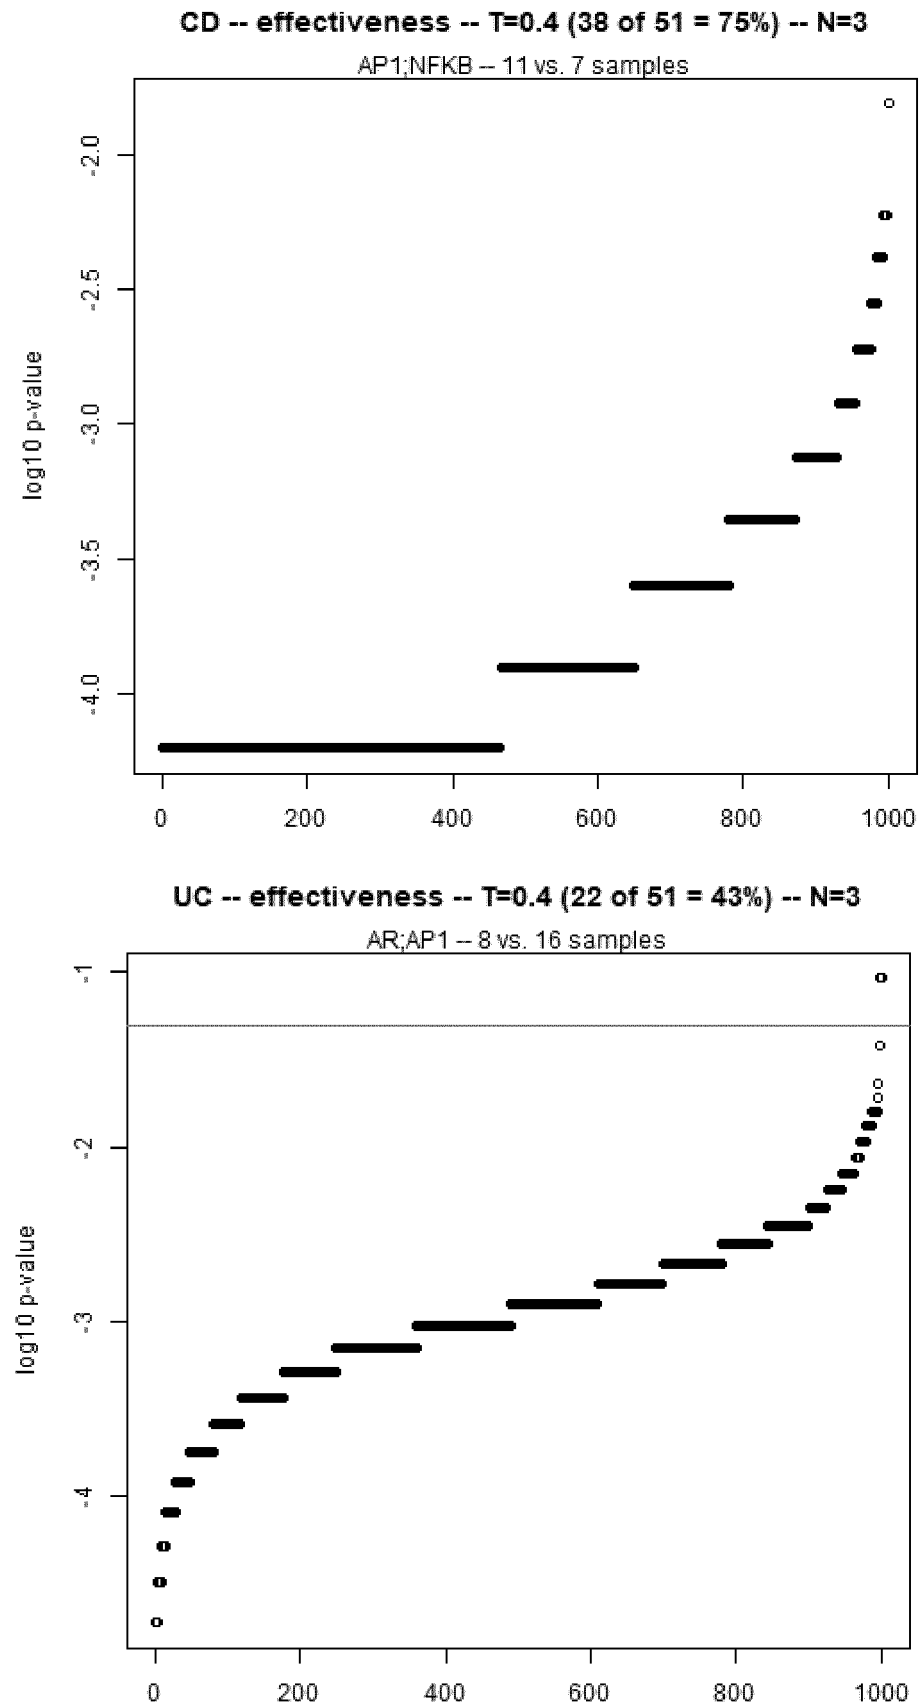 CD -- effectiveness -- T=0.4 (38 of 51 = 75%) -- N=3
AP1;NFKB -- 11 vs. 7 samples
-2.0
-2.5
-3.0
-3.5
-4.0
log10 p-value
0 200 400 600 800 1000
UC -- effectiveness -- T=0.4 (22 of 51 = 43%) -- N=3
AR;AP1 -- 8 vs. 16 samples
-1
-2
-3
-4
log10 p-value
0 200 400 600 800 1000